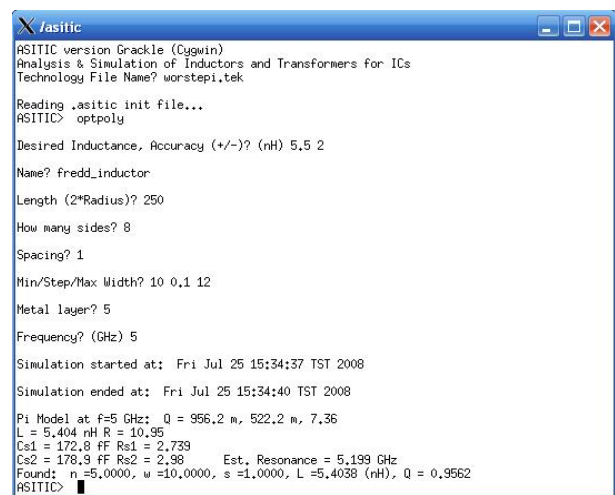 /asitic
ASITIC version Grackle (Cygwin)
Analysis & Simulation of Inductors and Transformers for ICs
Technology File Name? worstepi.tek
Reading .asitic init file...
ASITIC> optpoly
Desired Inductance, Accuracy (+/-)? (nH) 5.5 2
Name? fredd_inductor
Length (2*Radius)? 250
How many sides? 8
Spacing? 1
Min/Step/Max Width? 10 0.1 12
Metal layer? 5
Frequency? (GHz) 5
Simulation started at: Fri Jul 25 15:34:37 TST 2008
Simulation ended at: Fri Jul 25 15:34:40 TST 2008
Pi Model at f=5 GHz: Q = 956.2 m, 522.2 m, 7.36
L = 5.404 nH R = 10.95
Cs1 = 172.8 fF Rs1 = 2.739
Cs2 = 178.9 fF Rs2 = 2.98 Est. Resonance = 5.199 GHz
Found: n =5.0000, w =10.0000, s =1.0000, L =5.4038 (nH), Q = 0.9562
ASITIC>